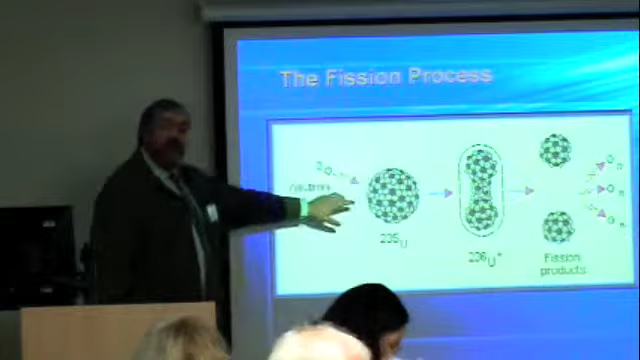 The Fission Process
neutron
235U
236U*
Fission
products
n
n
n